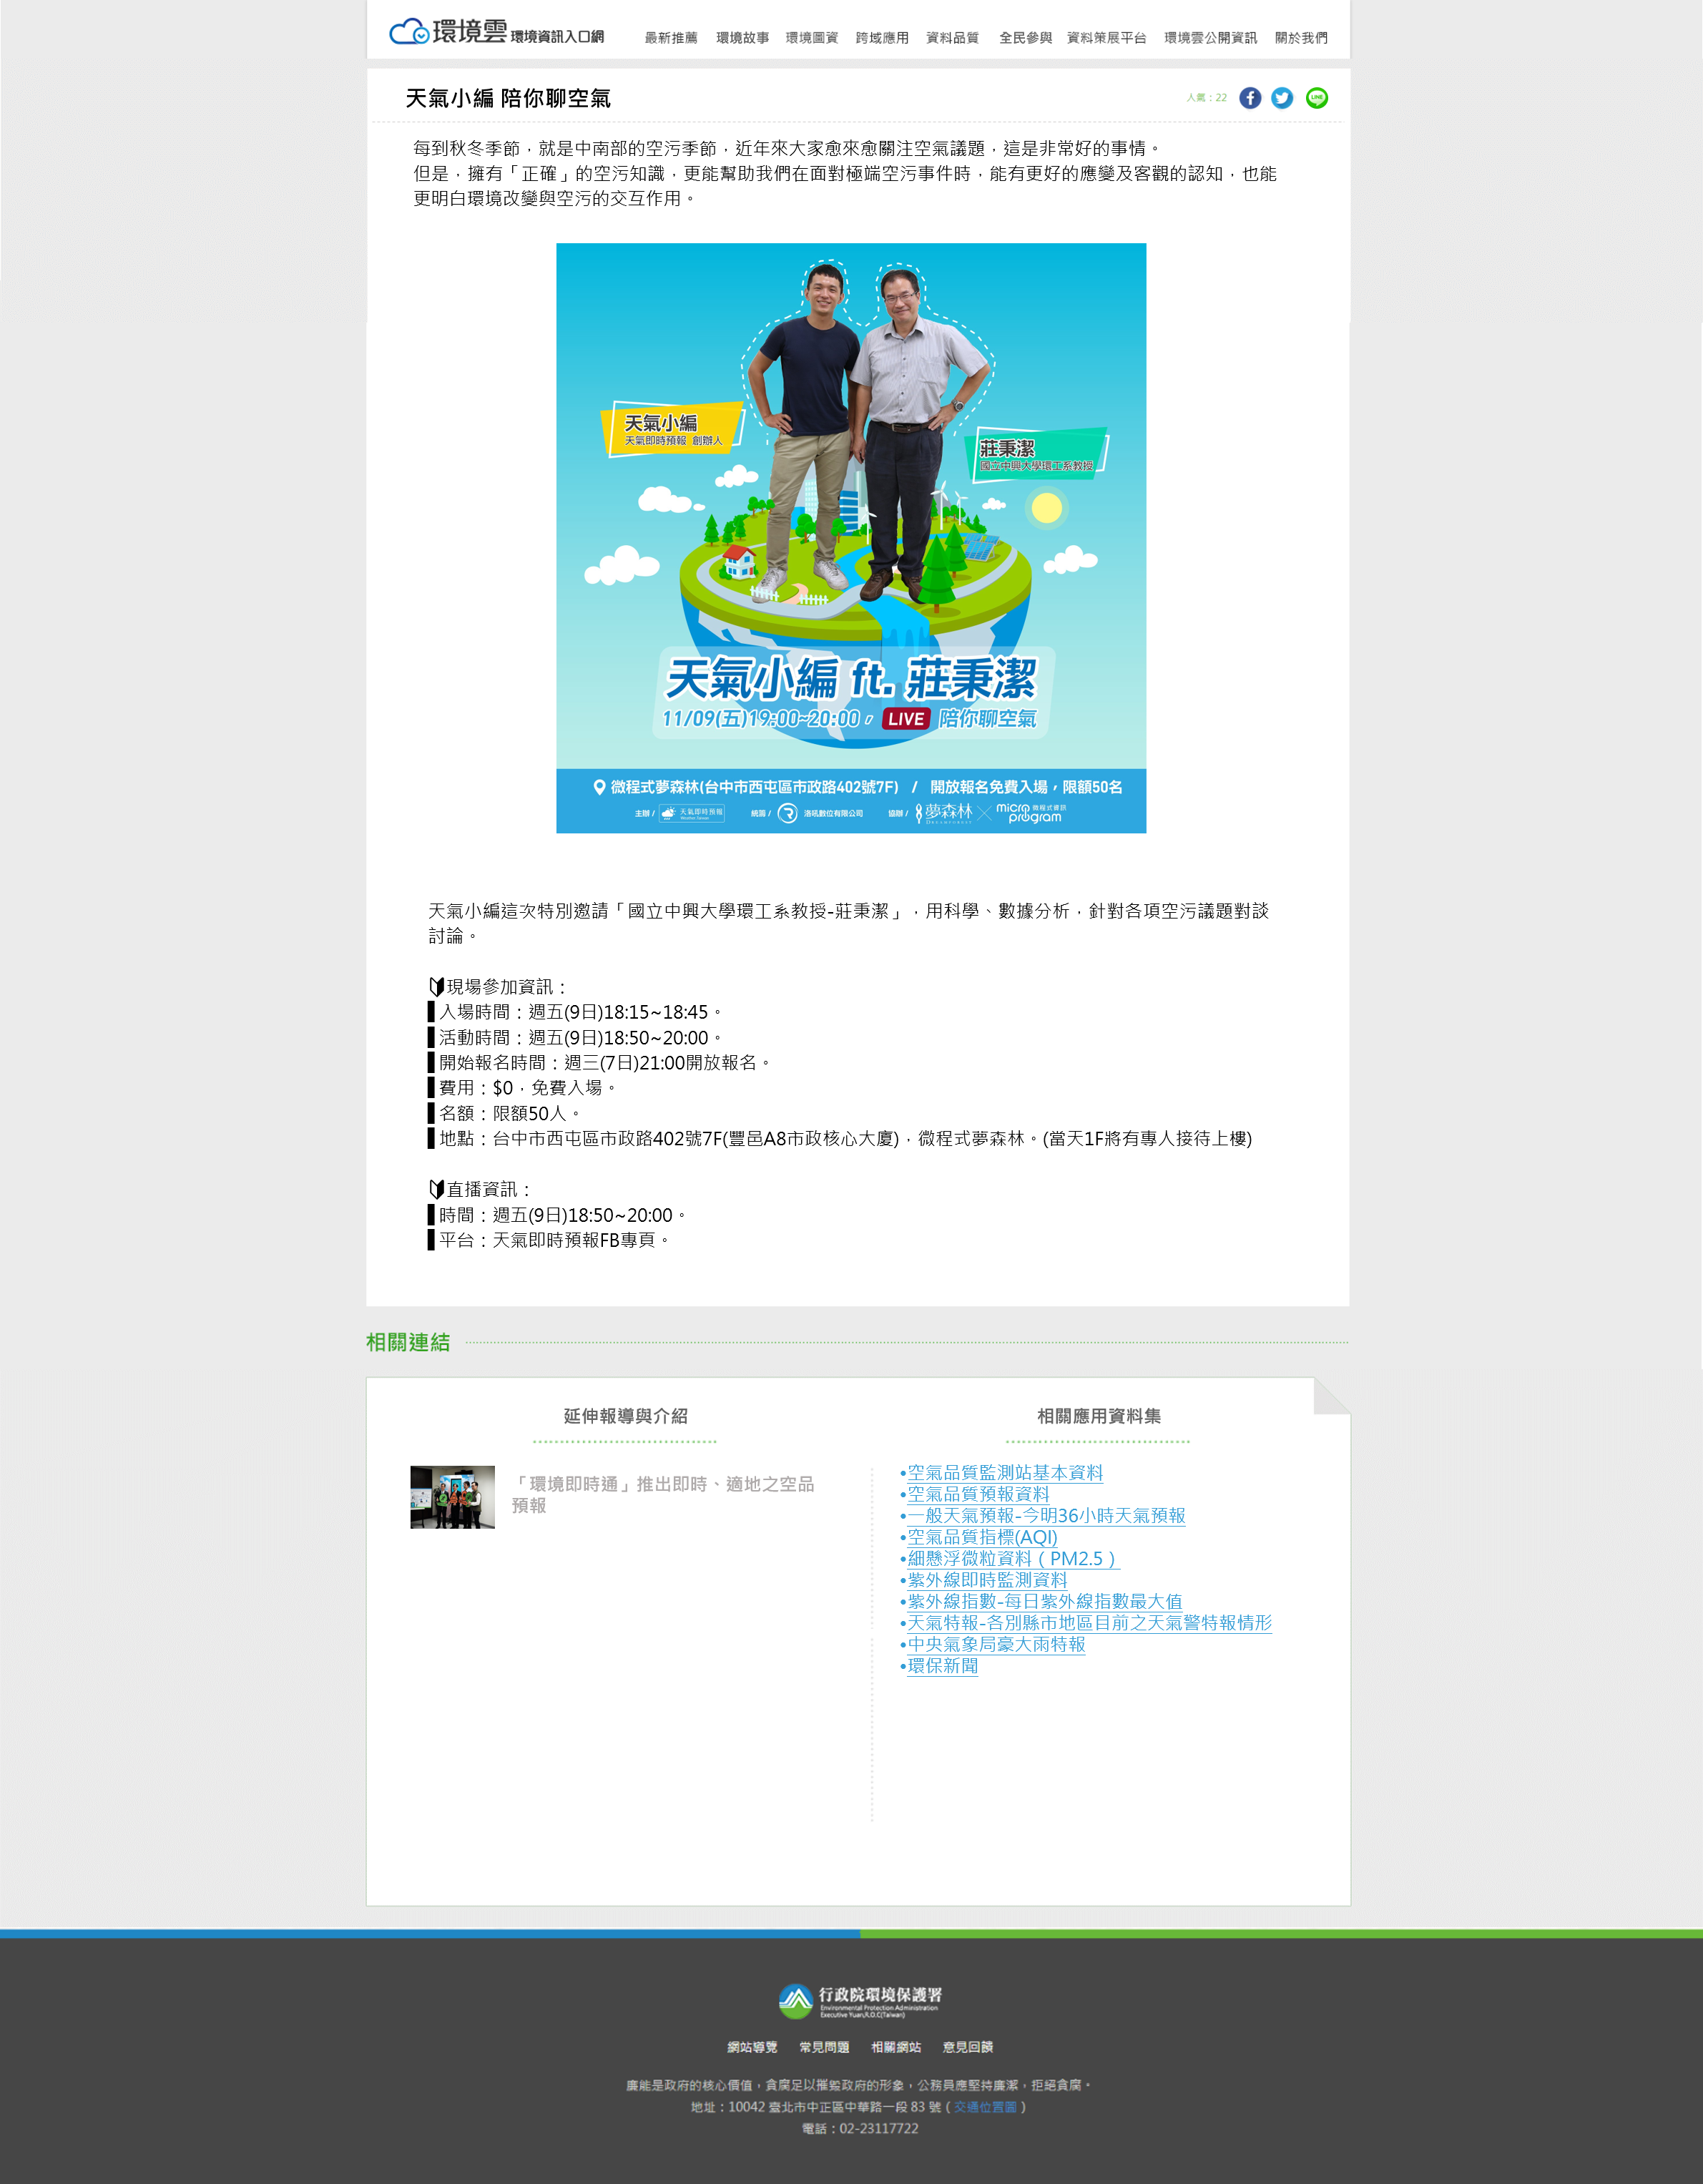 環境雲 環境資訊入口網
最新推薦 環境故事 環境圖資 跨域應用 資料品質 全民參與 資料策展平台 環境雲公開資訊 關於我們
天氣小編 陪你聊空氣
人氣：22
LINE
每到秋冬季節，就是中南部的空污季節，近年來大家愈來愈關注空氣議題，這是非常好的事情。
但是，擁有「正確」的空污知識，更能幫助我們在面對極端空污事件時，能有更好的應變及客觀的認知，也能
更明白環境改變與空污的交互作用。
天氣小編
天氣即時預報 創辦人
莊秉潔
國立中興大學環工系教授
天氣小編 ft. 莊秉潔
11/09(五)19:00~20:00， LIVE 陪你聊空氣
微程式夢森林(台中市西屯區市政路402號7F) / 開放報名免費入場，限額50名
主辦 / 天氣即時預報 統籌 / 洛吼數位有限公司 協辦 / 夢森林 × micro program 微程式資訊
天氣小編這次特別邀請「國立中興大學環工系教授-莊秉潔」，用科學、數據分析，針對各項空污議題對談
討論。
🔰現場參加資訊：
▌入場時間：週五(9日)18:15~18:45。
▌活動時間：週五(9日)18:50~20:00。
▌開始報名時間：週三(7日)21:00開放報名。
▌費用：$0，免費入場。
▌名額：限額50人。
▌地點：台中市西屯區市政路402號7F(豐邑A8市政核心大廈)，微程式夢森林。(當天1F將有專人接待上樓)
🔰直播資訊：
▌時間：週五(9日)18:50~20:00。
▌平台：天氣即時預報FB專頁。
相關連結
延伸報導與介紹
「環境即時通」推出即時、適地之空品
預報
相關應用資料集
•空氣品質監測站基本資料
•空氣品質預報資料
•一般天氣預報-今明36小時天氣預報
•空氣品質指標(AQI)
•細懸浮微粒資料（PM2.5）
•紫外線即時監測資料
•紫外線指數-每日紫外線指數最大值
•天氣特報-各別縣市地區目前之天氣警特報情形
•中央氣象局豪大雨特報
•環保新聞
行政院環境保護署
Environmental Protection Administration
Executive Yuan,R.O.C(Taiwan)
網站導覽 常見問題 相關網站 意見回饋
廉能是政府的核心價值，貪腐足以摧毀政府的形象，公務員應堅持廉潔，拒絕貪腐。
地址：10042 臺北市中正區中華路一段 83 號（交通位置圖）
電話：02-23117722